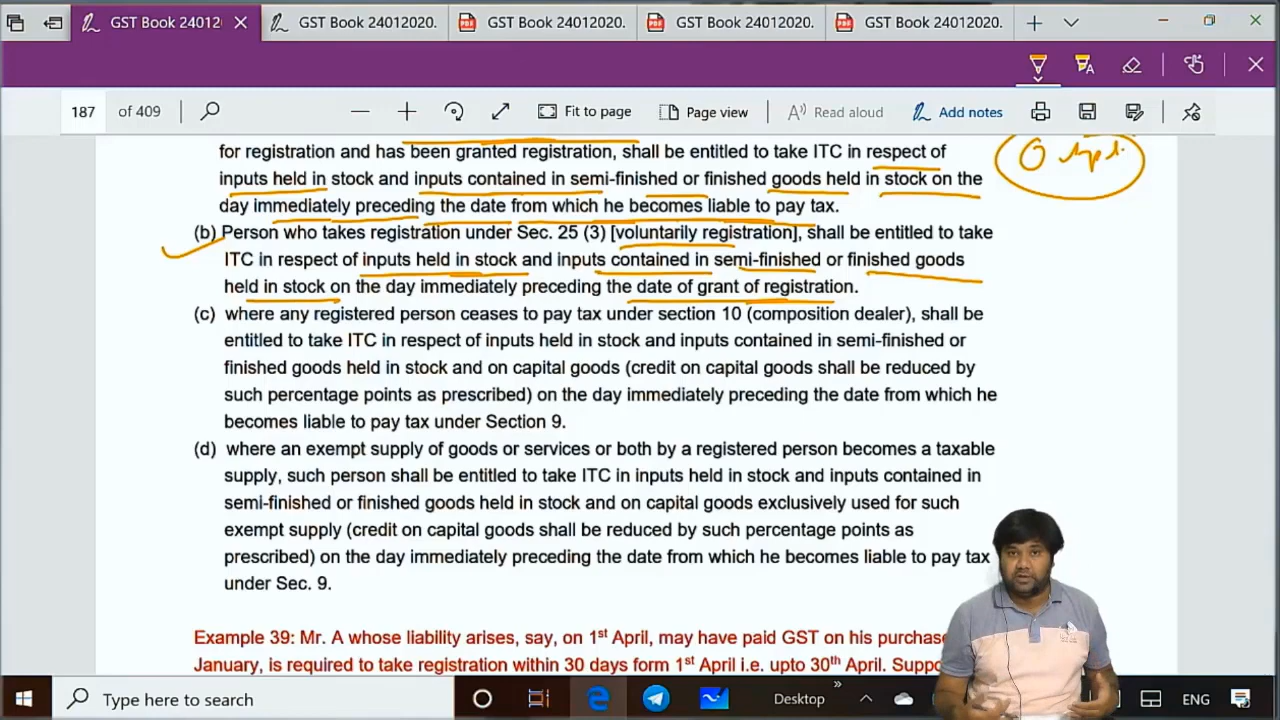 GST Book 24012
GST Book 24012020.
GST Book 24012020.
GST Book 24012020.
GST Book 24012020.
187 of 409
Fit to page
Page view
Read aloud
Add notes
for registration and has been granted registration, shall be entitled to take ITC in respect of
inputs held in stock and inputs contained in semi-finished or finished goods held in stock on the
day immediately preceding the date from which he becomes liable to pay tax.
(b) Person who takes registration under Sec. 25 (3) [voluntarily registration], shall be entitled to take
ITC in respect of inputs held in stock and inputs contained in semi-finished or finished goods
held in stock on the day immediately preceding the date of grant of registration.
(c) where any registered person ceases to pay tax under section 10 (composition dealer), shall be
entitled to take ITC in respect of inputs held in stock and inputs contained in semi-finished or
finished goods held in stock and on capital goods (credit on capital goods shall be reduced by
such percentage points as prescribed) on the day immediately preceding the date from which he
becomes liable to pay tax under Section 9.
(d) where an exempt supply of goods or services or both by a registered person becomes a taxable
supply, such person shall be entitled to take ITC in inputs held in stock and inputs contained in
semi-finished or finished goods held in stock and on capital goods exclusively used for such
exempt supply (credit on capital goods shall be reduced by such percentage points as
prescribed) on the day immediately preceding the date from which he becomes liable to pay tax
under Sec. 9.
Example 39: Mr. A whose liability arises, say, on 1st April, may have paid GST on his purchase
January, is required to take registration within 30 days form 1st April i.e. upto 30th April.
Type here to search
Desktop
ENG